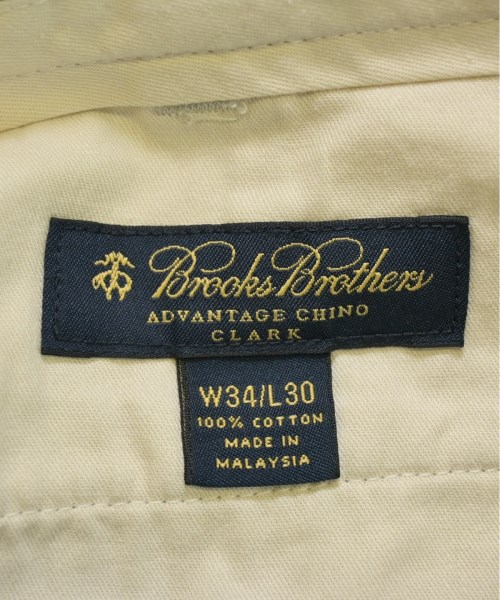 Brooks Brothers
ADVANTAGE CHINO
CLARK
W34/L30
100% COTTON
MADE IN
MALAYSIA